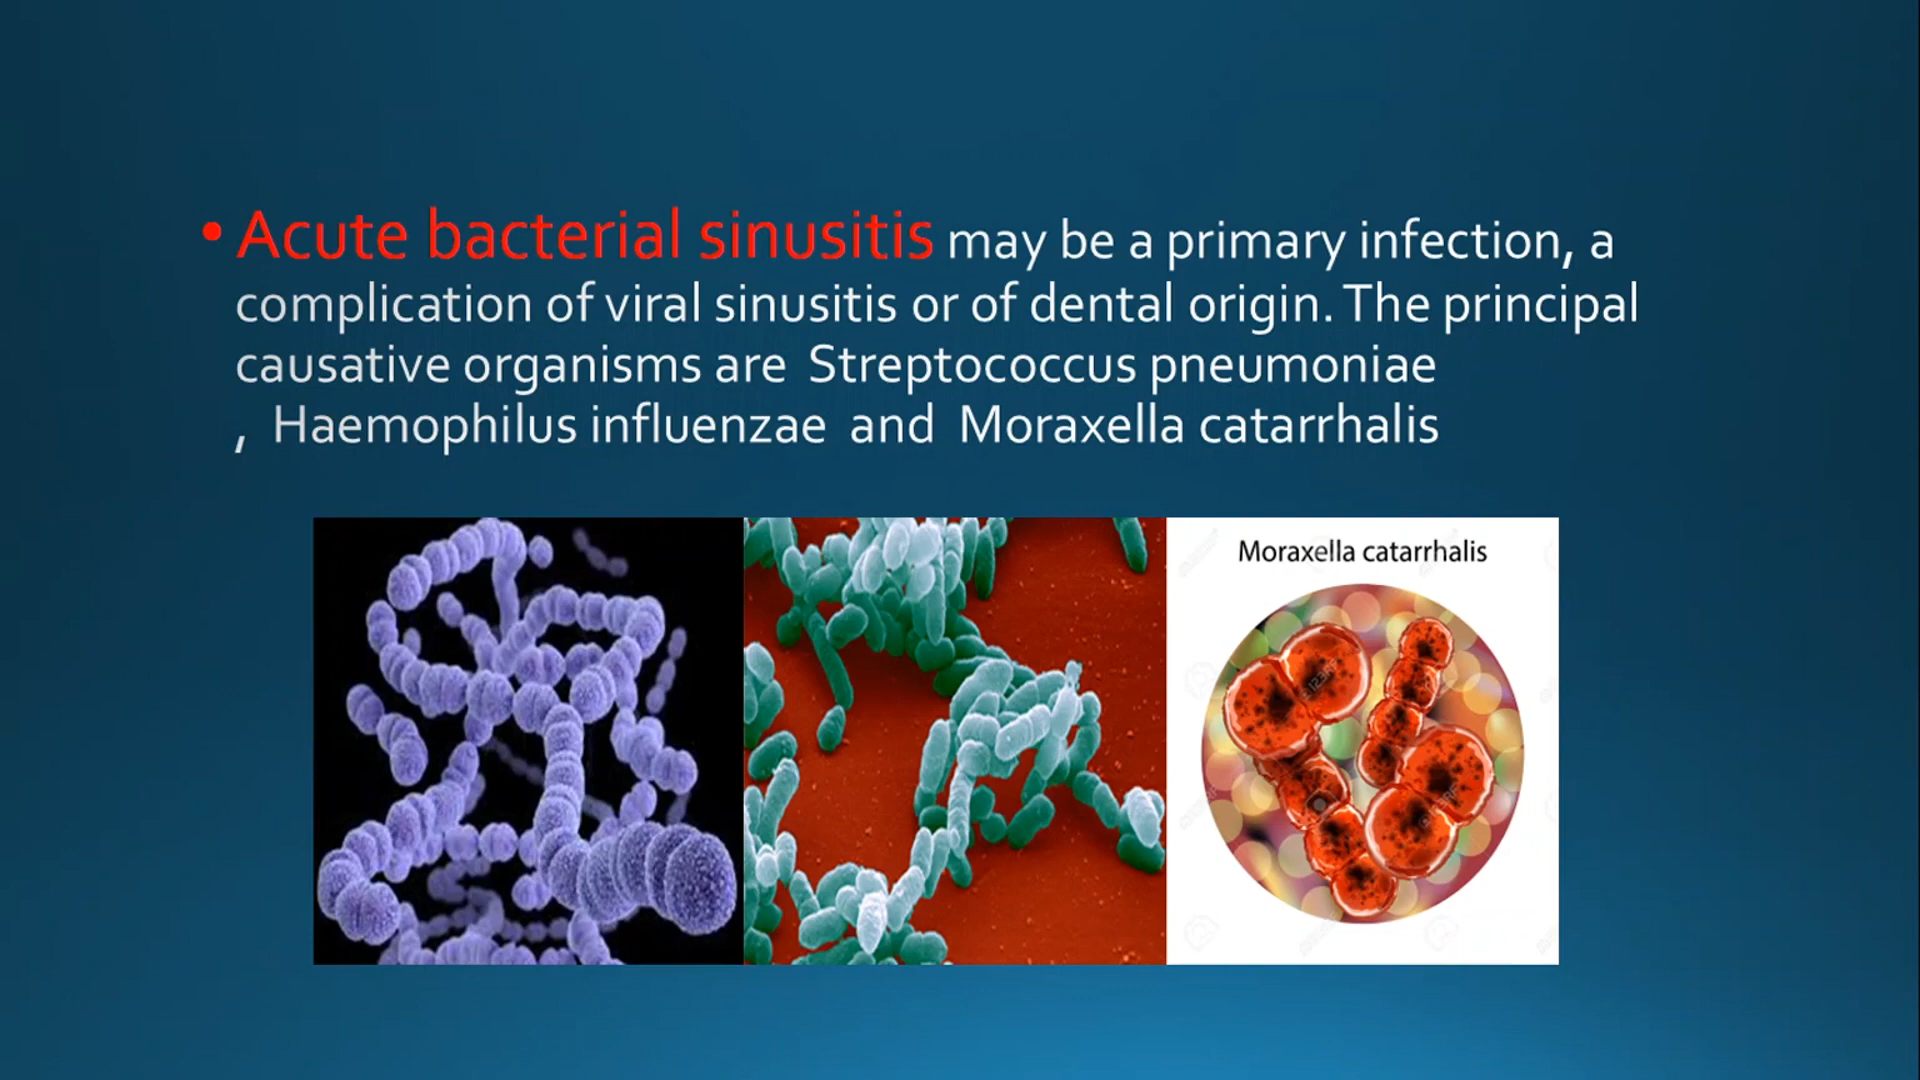 • Acute bacterial sinusitis may be a primary infection, a
complication of viral sinusitis or of dental origin. The principal
causative organisms are Streptococcus pneumoniae
, Haemophilus influenzae and Moraxella catarrhalis
Moraxella catarrhalis